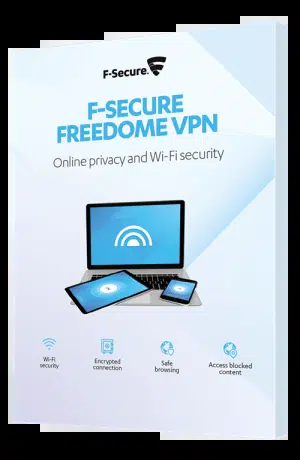 F-Secure.
F-SECURE
FREEDOME VPN
Online privacy and Wi-Fi security
Wi-Fi
security
Encrypted
connection
Safe
browsing
Access blocked
content